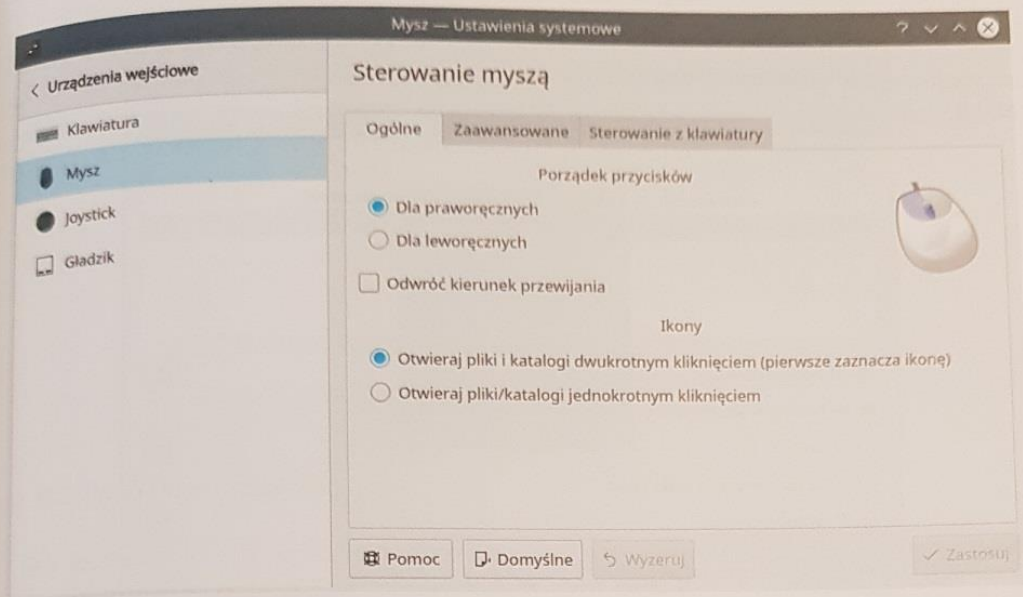 Mysz — Ustawienia systemowe
Urządzenia wejściowe
Klawiatura
Mysz
Joystick
Gładzik
Sterowanie myszą
Ogólne
Zaawansowane
Sterowanie z klawiatury
Porządek przycisków
Dla praworęcznych
Dla leworęcznych
Odwróć kierunek przewijania
Ikony
Otwieraj pliki i katalogi dwukrotnym kliknięciem (pierwsze zaznacza ikonę)
Otwieraj pliki/katalogi jednokrotnym kliknięciem
Pomoc
Domyślne
Wyzeruj
Zastosuj